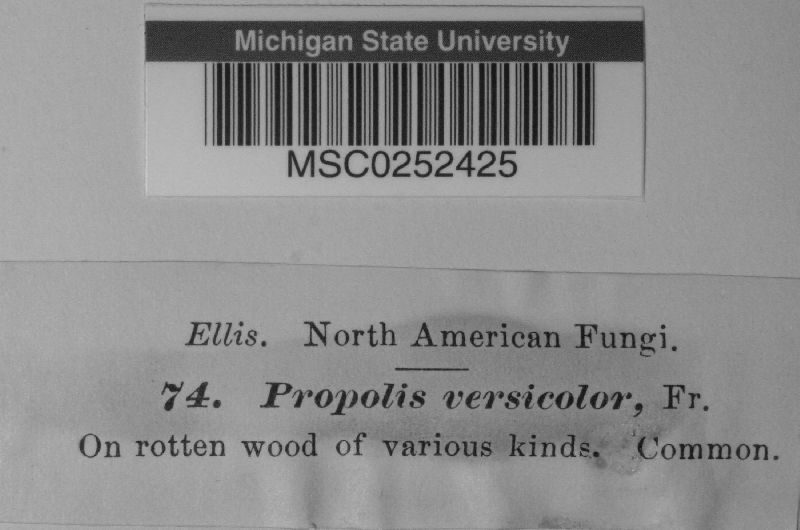 Michigan State University
MSC0252425
Ellis. North American Fungi.
74. Propolis versicolor, Fr.
On rotten wood of various kinds. Common.